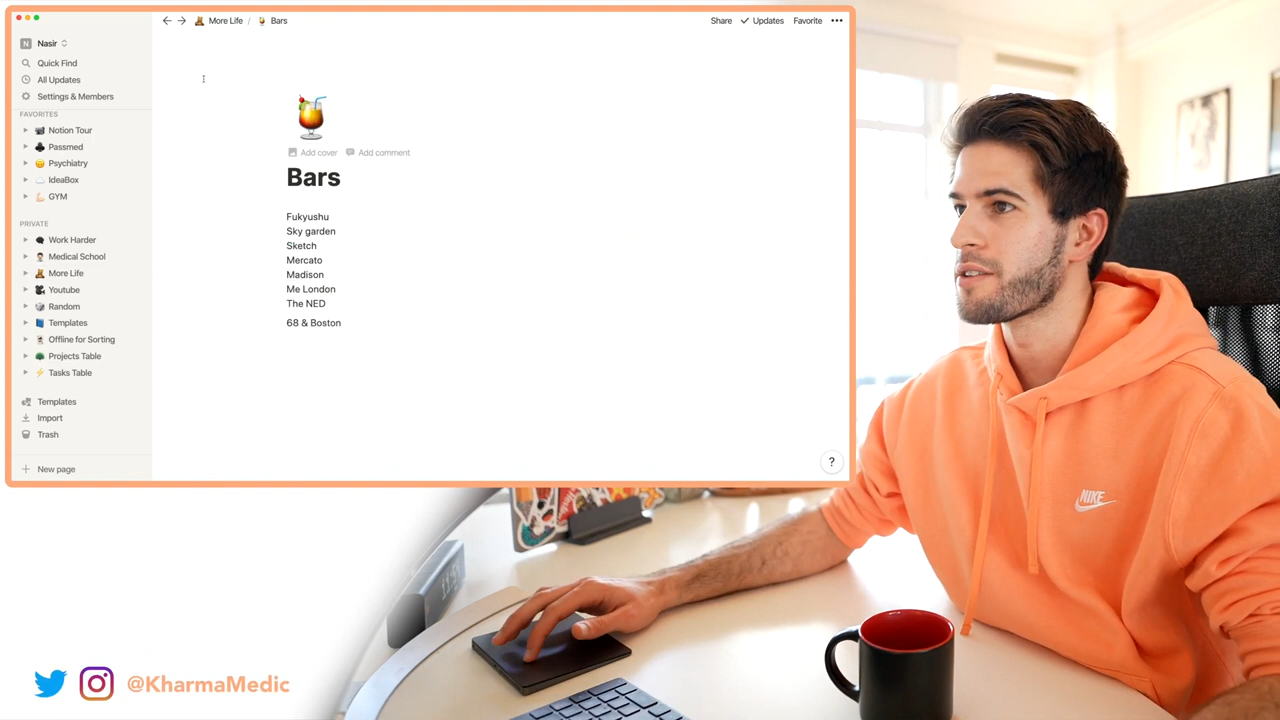 More Life / Bars
Share
Updates
Favorite
N Nasir
Quick Find
All Updates
Settings & Members
FAVORITES
Notion Tour
Passmed
Psychiatry
IdeaBox
GYM
PRIVATE
Work Harder
Medical School
More Life
Youtube
Random
Templates
Offline for Sorting
Projects Table
Tasks Table
Templates
Import
Trash
New page
Add cover
Add comment
Bars
Fukyushu
Sky garden
Sketch
Mercato
Madison
Me London
The NED
68 & Boston
?
NIKE
@KharmaMedic